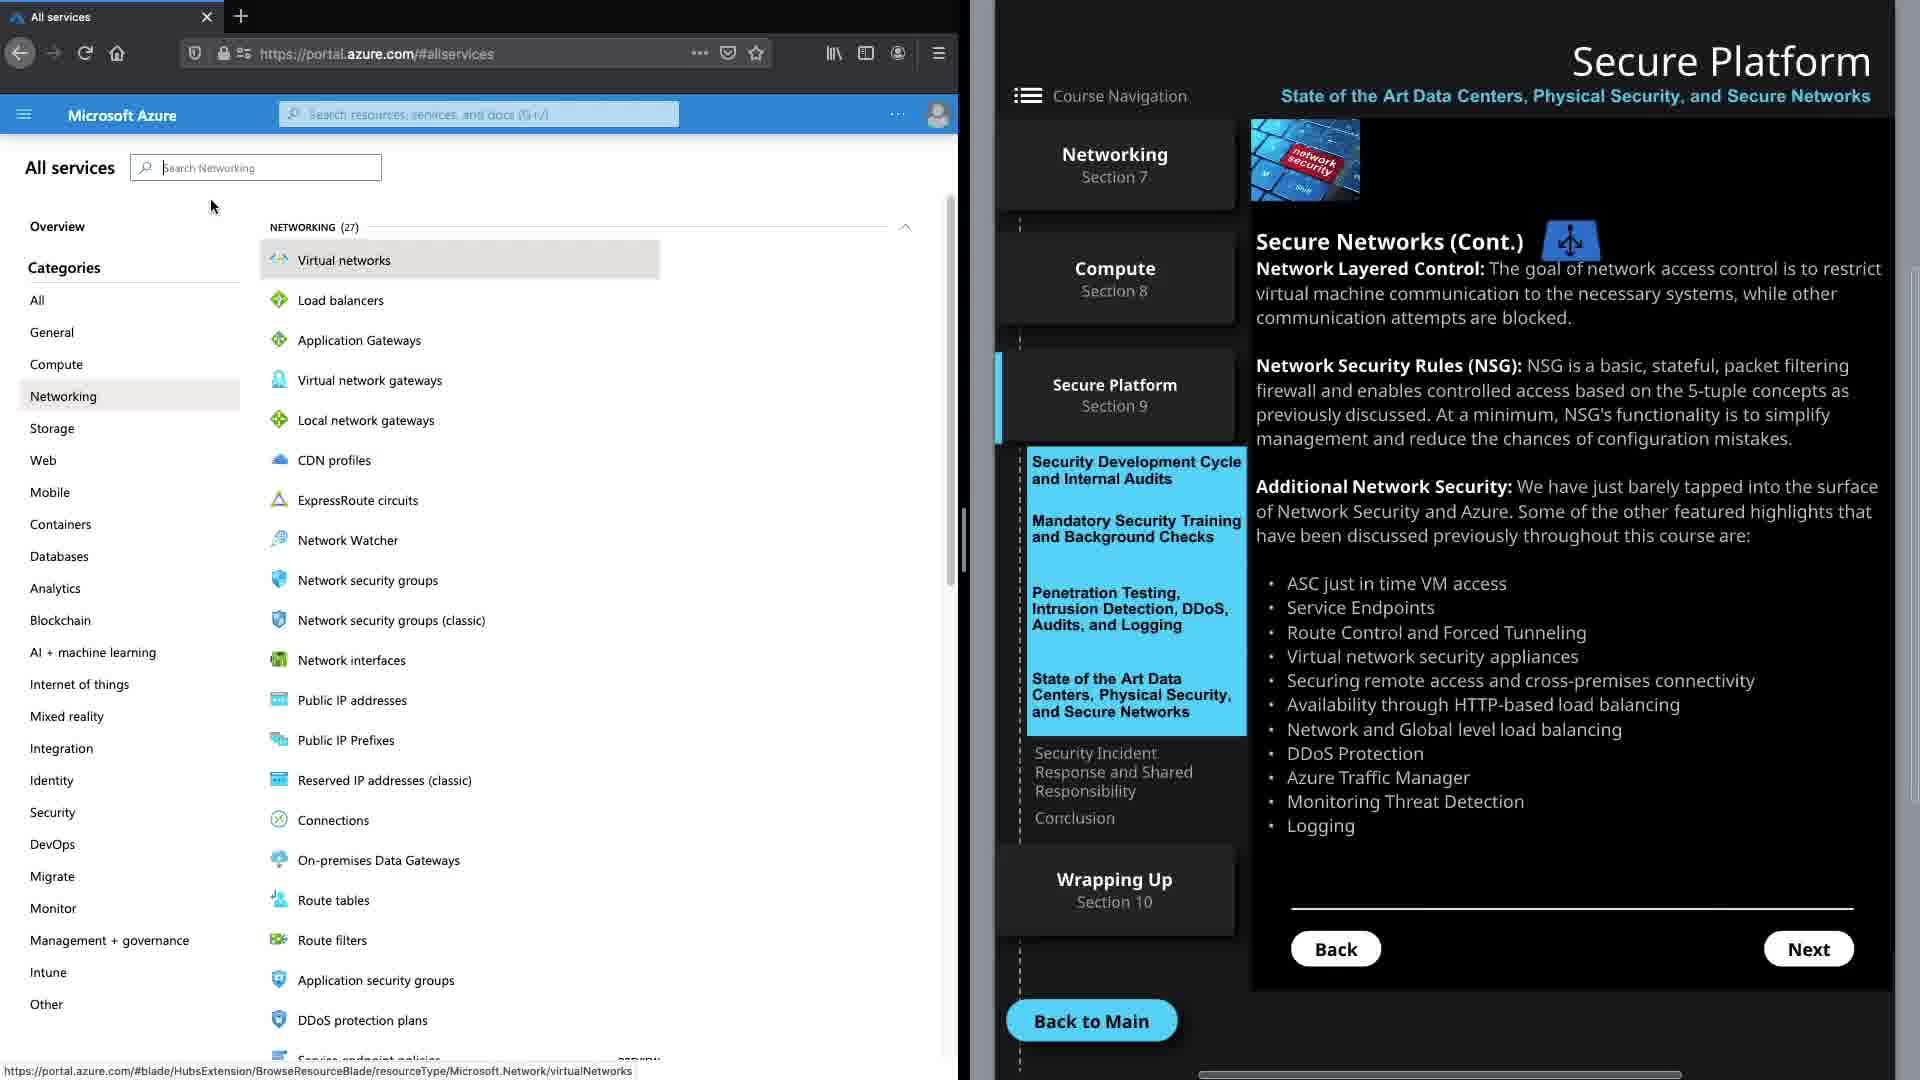 All services
https://portal.azure.com/#allservices
Microsoft Azure
Search resources, services, and docs (G+/)
All services
Search Networking
Overview
Categories
All
General
Compute
Networking
Storage
Web
Mobile
Containers
Databases
Analytics
Blockchain
AI + machine learning
Internet of things
Mixed reality
Integration
Identity
Security
DevOps
Migrate
Monitor
Management + governance
Intune
Other
NETWORKING (27)
Virtual networks
Load balancers
Application Gateways
Virtual network gateways
Local network gateways
CDN profiles
ExpressRoute circuits
Network Watcher
Network security groups
Network security groups (classic)
Network interfaces
Public IP addresses
Public IP Prefixes
Reserved IP addresses (classic)
Connections
On-premises Data Gateways
Route tables
Route filters
Application security groups
DDoS protection plans
Service endpoint policies PREVIEW
https://portal.azure.com/#blade/HubsExtension/BrowseResourceBlade/resourceType/Microsoft.Network/virtualNetworks
Secure Platform
State of the Art Data Centers, Physical Security, and Secure Networks
Course Navigation
Networking
Section 7
Compute
Section 8
Secure Platform
Section 9
Security Development Cycle
and Internal Audits
Mandatory Security Training
and Background Checks
Penetration Testing,
Intrusion Detection, DDoS,
Audits, and Logging
State of the Art Data
Centers, Physical Security,
and Secure Networks
Security Incident
Response and Shared
Responsibility
Conclusion
Wrapping Up
Section 10
Back to Main
network
security
Secure Networks (Cont.)
Network Layered Control: The goal of network access control is to restrict
virtual machine communication to the necessary systems, while other
communication attempts are blocked.
Network Security Rules (NSG): NSG is a basic, stateful, packet filtering
firewall and enables controlled access based on the 5-tuple concepts as
previously discussed. At a minimum, NSG's functionality is to simplify
management and reduce the chances of configuration mistakes.
Additional Network Security: We have just barely tapped into the surface
of Network Security and Azure. Some of the other featured highlights that
have been discussed previously throughout this course are:
• ASC just in time VM access
• Service Endpoints
• Route Control and Forced Tunneling
• Virtual network security appliances
• Securing remote access and cross-premises connectivity
• Availability through HTTP-based load balancing
• Network and Global level load balancing
• DDoS Protection
• Azure Traffic Manager
• Monitoring Threat Detection
• Logging
Back
Next